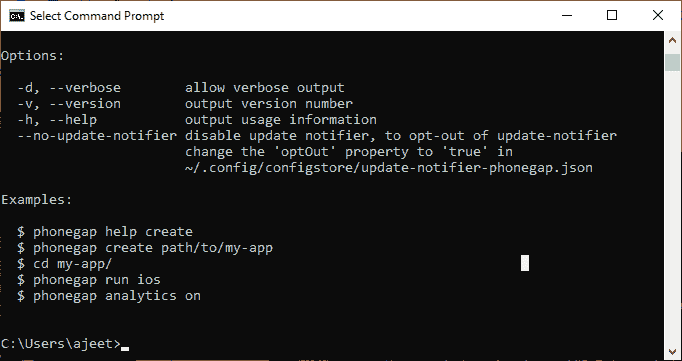 Select Command Prompt
Options:
-d, --verbose        allow verbose output
-v, --version        output version number
-h, --help           output usage information
--no-update-notifier disable update notifier, to opt-out of update-notifier
change the 'optOut' property to 'true' in
~/.config/configstore/update-notifier-phonegap.json
Examples:
$ phonegap help create
$ phonegap create path/to/my-app
$ cd my-app/
$ phonegap run ios
$ phonegap analytics on
C:\Users\ajeet>